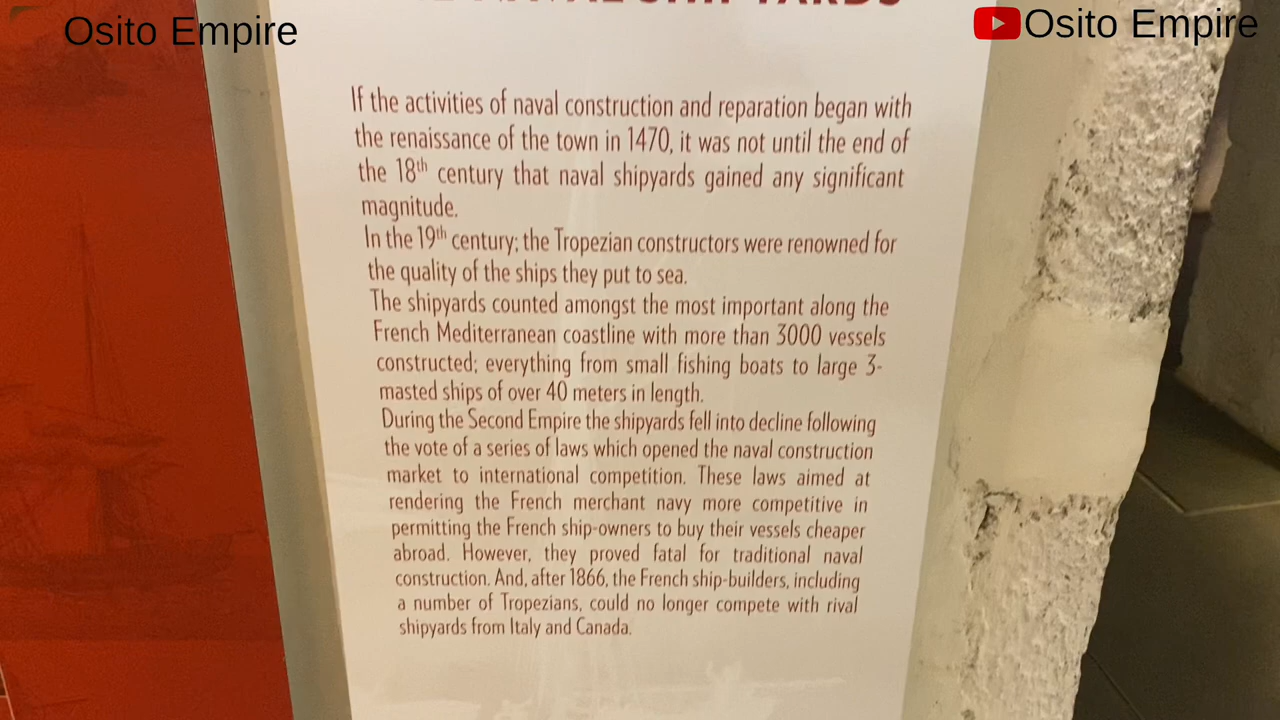 Osito Empire
Osito Empire
NAVAL SHIPYARDS
If the activities of naval construction and reparation began with
the renaissance of the town in 1470, it was not until the end of
the 18th century that naval shipyards gained any significant
magnitude.
In the 19th century; the Tropezian constructors were renowned for
the quality of the ships they put to sea.
The shipyards counted amongst the most important along the
French Mediterranean coastline with more than 3000 vessels
constructed; everything from small fishing boats to large 3-
masted ships of over 40 meters in length.
During the Second Empire the shipyards fell into decline following
the vote of a series of laws which opened the naval construction
market to international competition. These laws aimed at
rendering the French merchant navy more competitive in
permitting the French ship-owners to buy their vessels cheaper
abroad. However, they proved fatal for traditional naval
construction. And, after 1866, the French ship-builders, including
a number of Tropezians, could no longer compete with rival
shipyards from Italy and Canada.